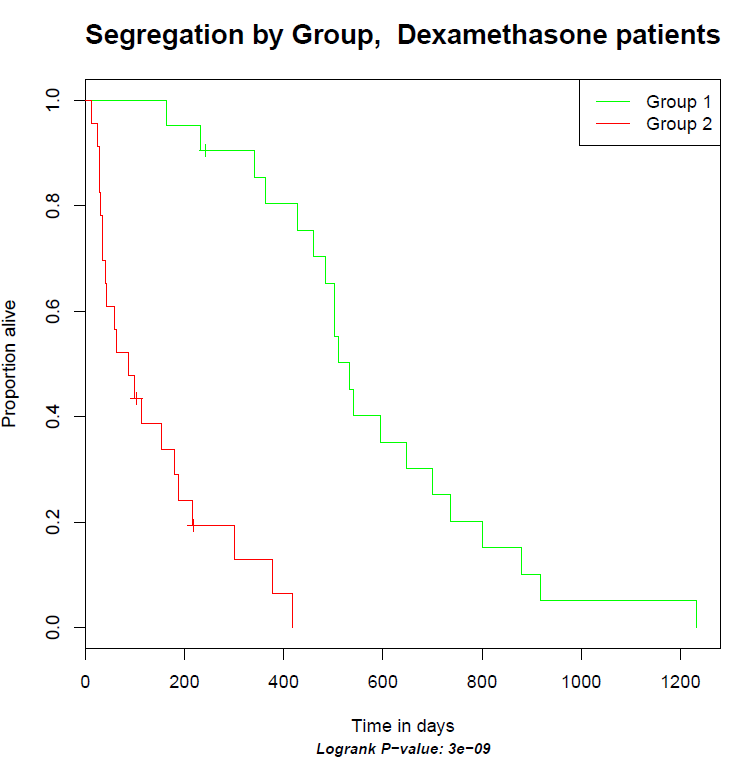 Segregation by Group,  Dexamethasone patients
Group 1
Group 2
1.0
0.8
0.6
0.4
0.2
0.0
Proportion alive
0 200 400 600 800 1000 1200
Time in days
Logrank P−value: 3e−09